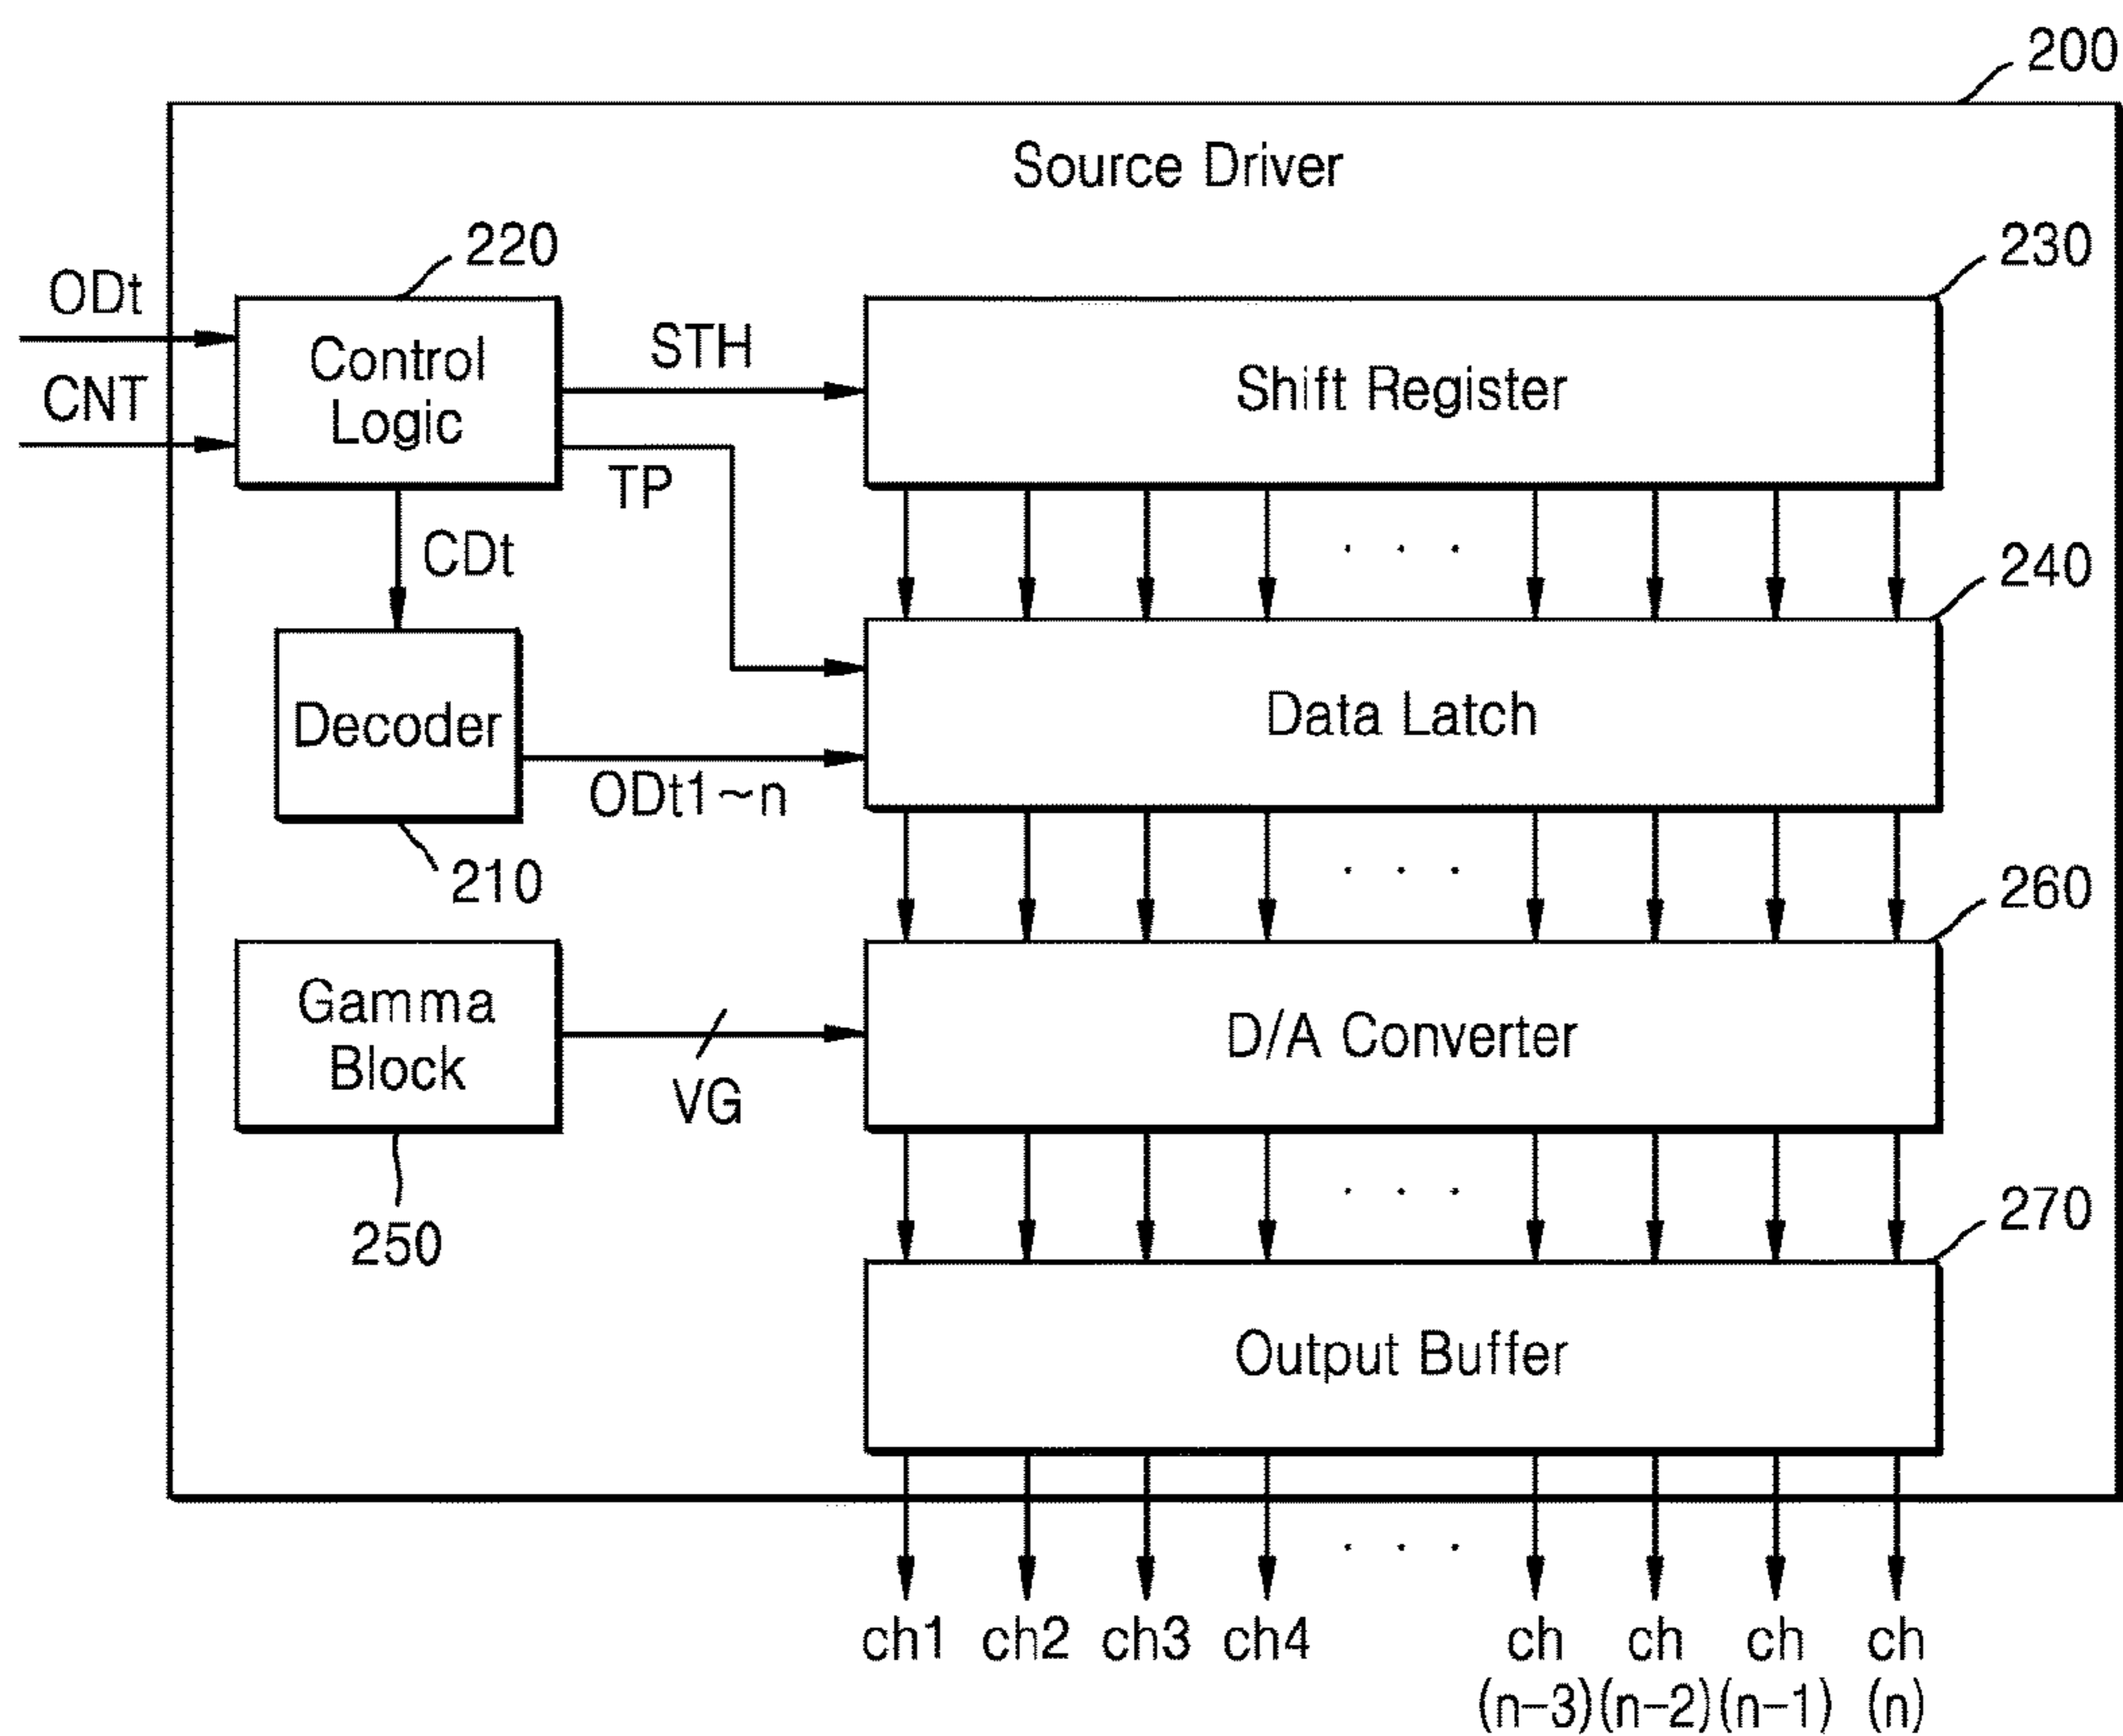 200
Source Driver
220
230
ODt
Control
Logic
STH
Shift Register
CNT
TP
CDt
240
Decoder
Data Latch
ODt1~n
210
260
Gamma
Block
D/A Converter
VG
250
270
Output Buffer
ch1 ch2 ch3 ch4 ch ch ch ch
(n-3) (n-2) (n-1) (n)